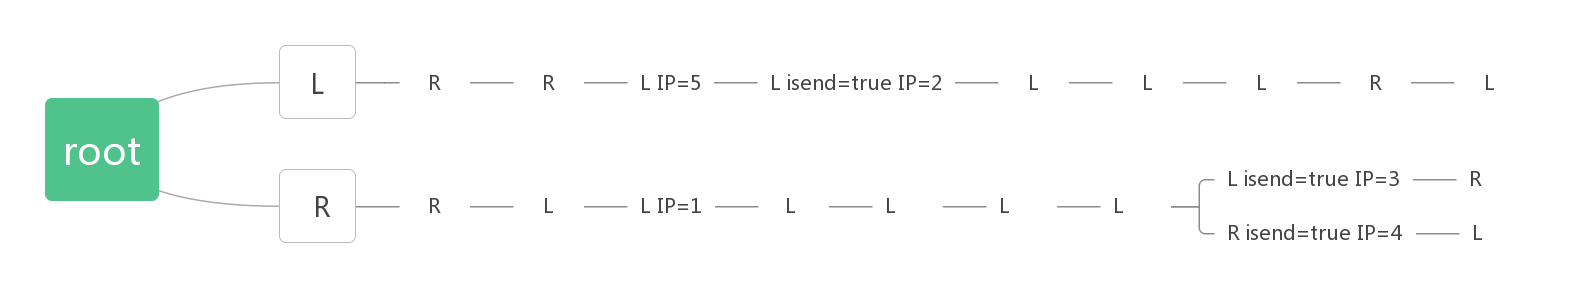 root
L R R L IP=5 L isend=true IP=2 L L L R L
R R L L IP=1 L L L L
L isend=true IP=3 R
R isend=true IP=4 L